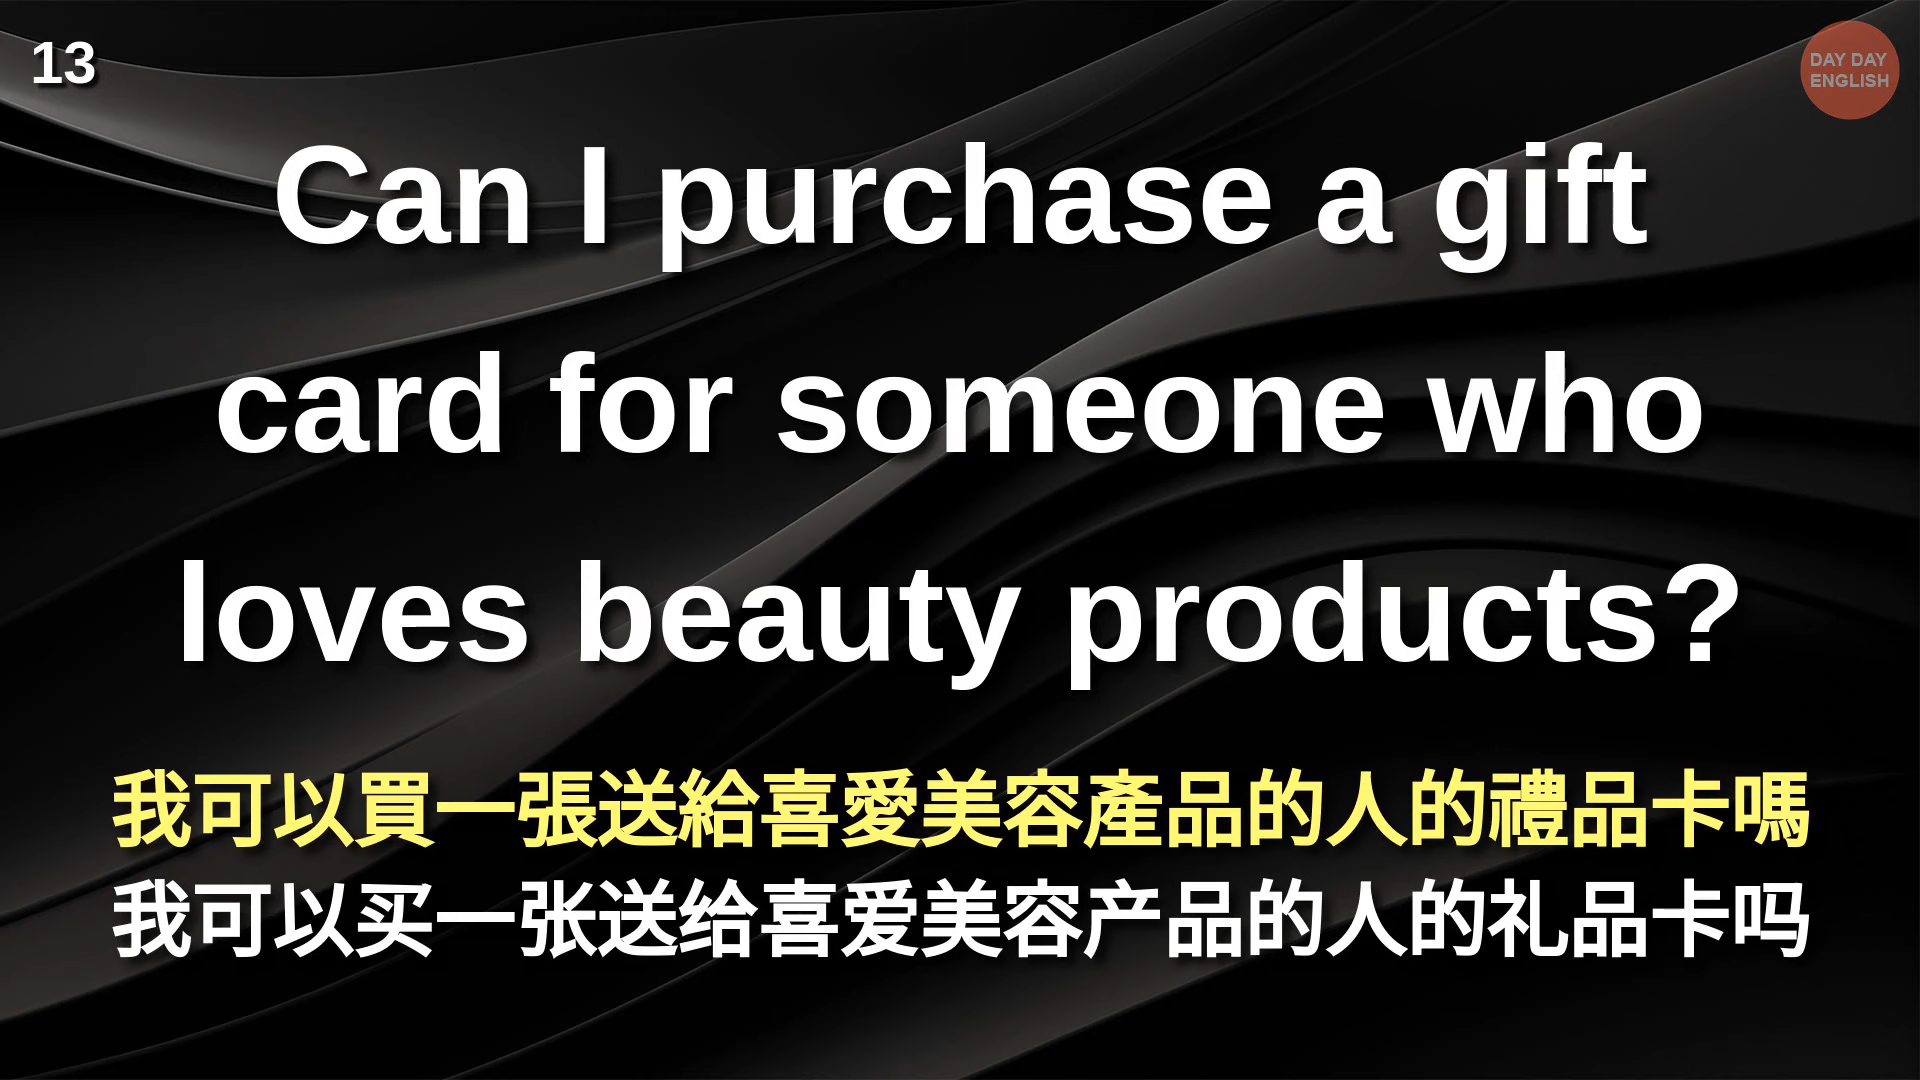 13
DAY DAY
ENGLISH
Can I purchase a gift
card for someone who
loves beauty products?
我可以買一張送給喜愛美容產品的人的禮品卡嗎
我可以买一张送给喜爱美容产品的人的礼品卡吗